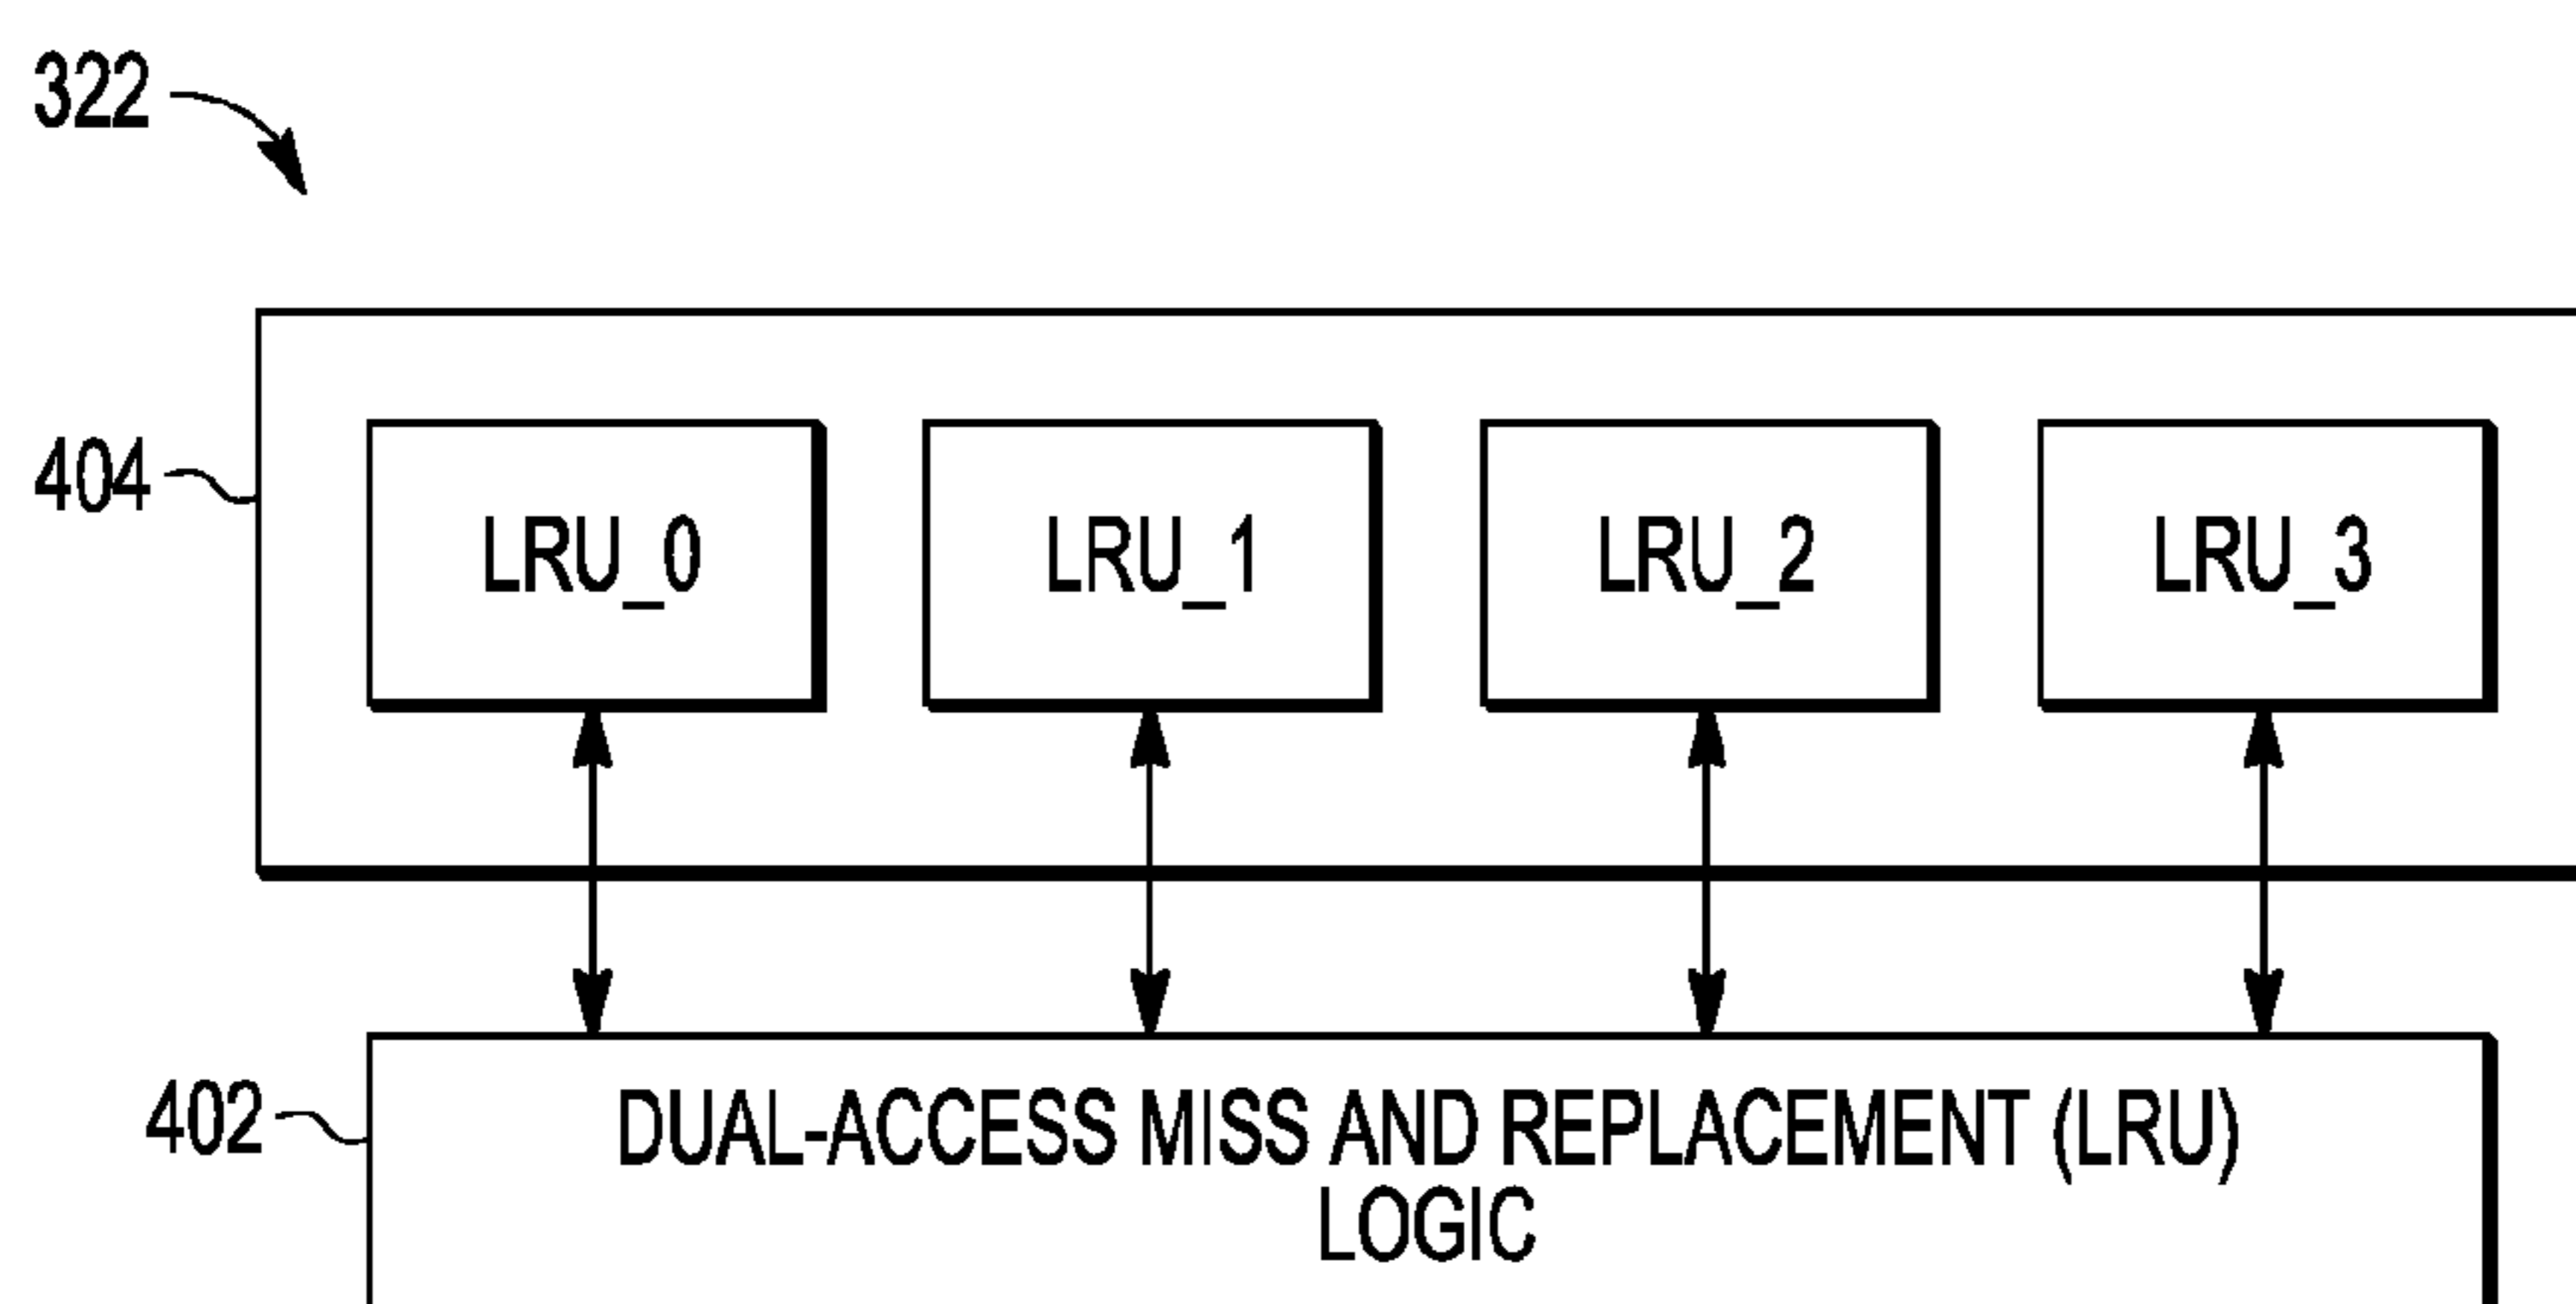 322
404
LRU_0 LRU_1 LRU_2 LRU_3
402
DUAL-ACCESS MISS AND REPLACEMENT (LRU)
LOGIC